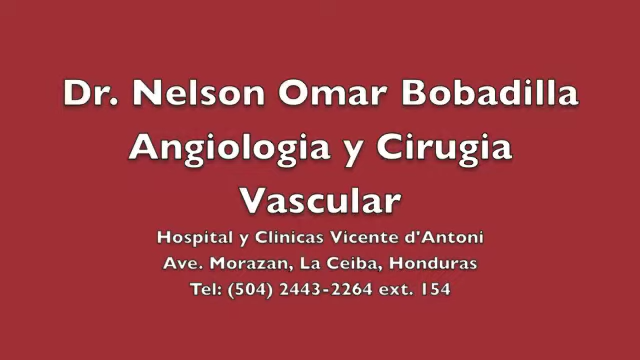 Dr. Nelson Omar Bobadilla
Angiologia y Cirugia
Vascular
Hospital y Clinicas Vicente d'Antoni
Ave. Morazan, La Ceiba, Honduras
Tel: (504) 2443-2264 ext. 154